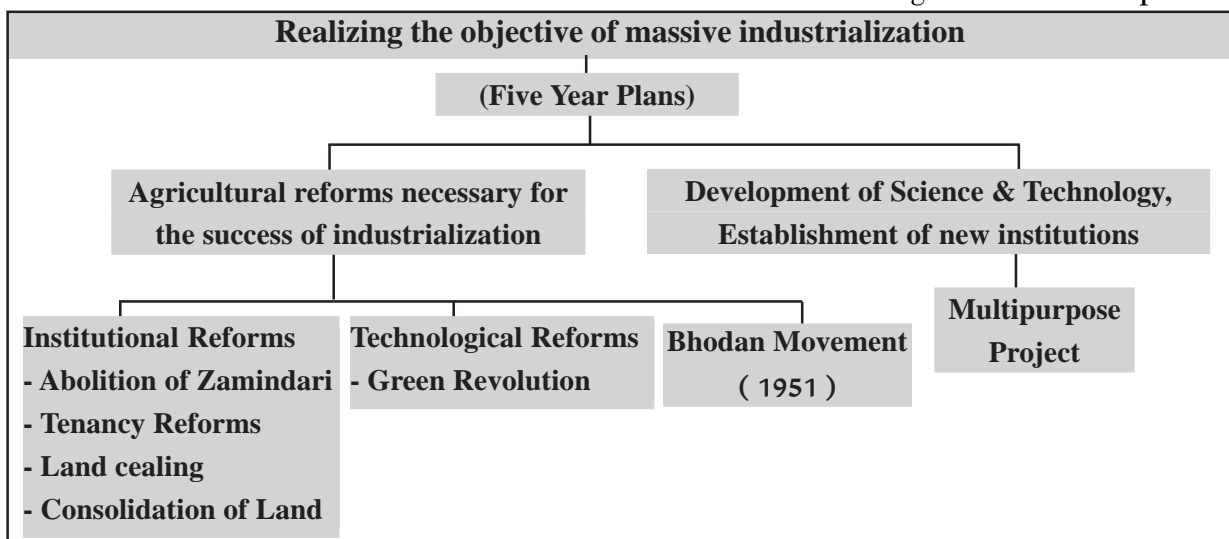 Realizing the objective of massive industrialization
(Five Year Plans)
Agricultural reforms necessary for
the success of industrialization
Development of Science & Technology,
Establishment of new institutions
Institutional Reforms
- Abolition of Zamindari
- Tenancy Reforms
- Land cealing
- Consolidation of Land
Technological Reforms
- Green Revolution
Bhodan Movement
( 1951 )
Multipurpose
Project